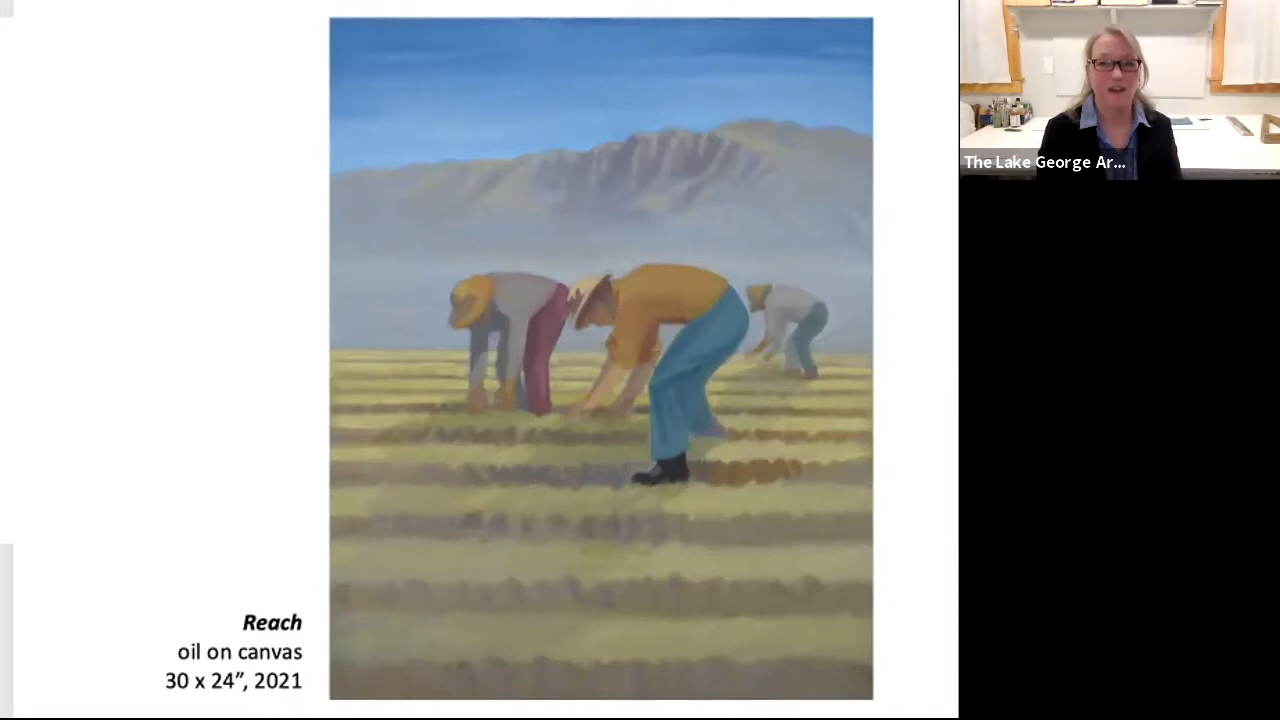 The Lake George Ar...
Reach
oil on canvas
30 x 24”, 2021